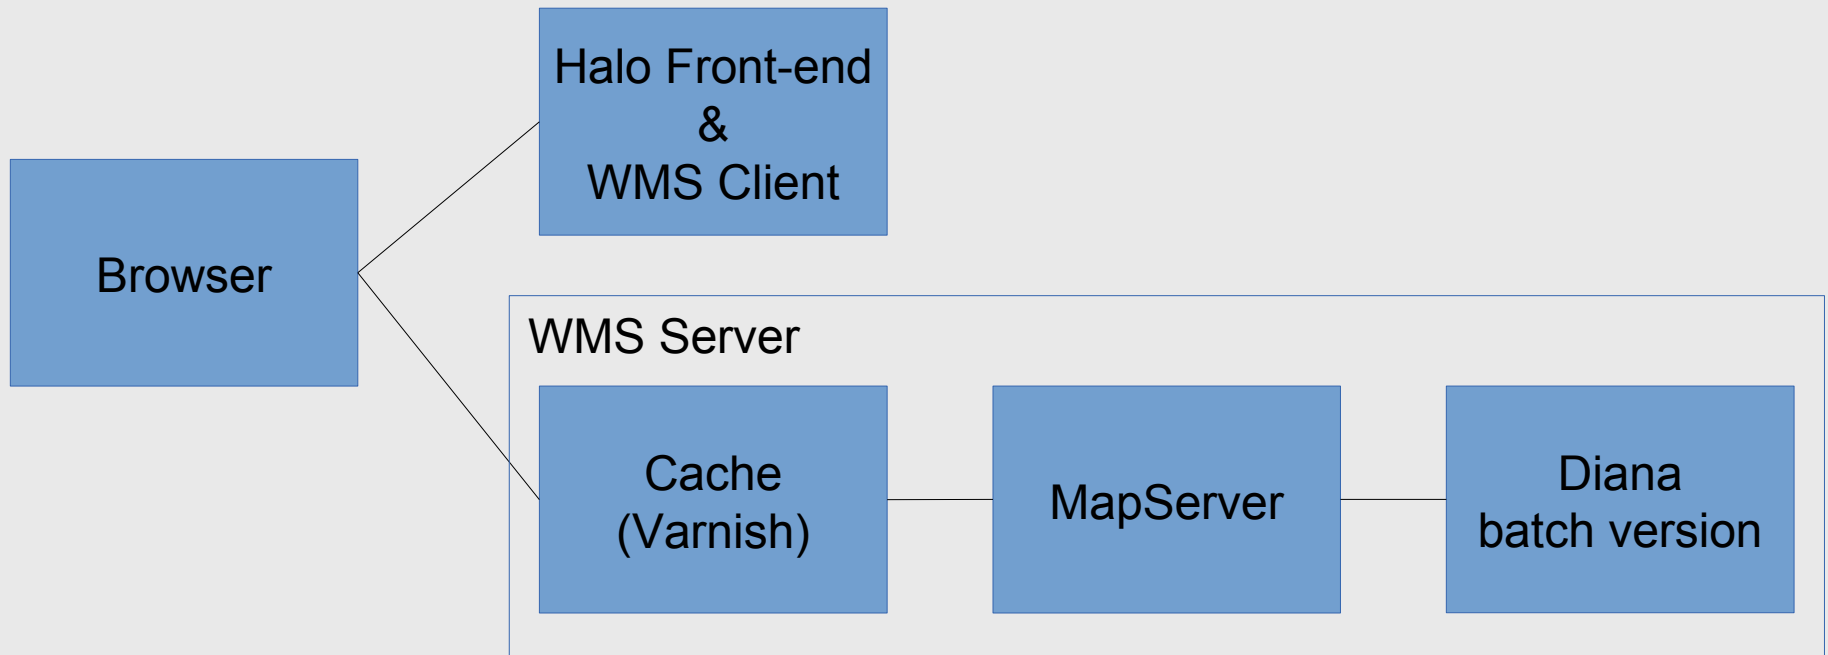 Halo Front-end
&
WMS Client
Browser
WMS Server
Cache
(Varnish)
MapServer
Diana
batch version